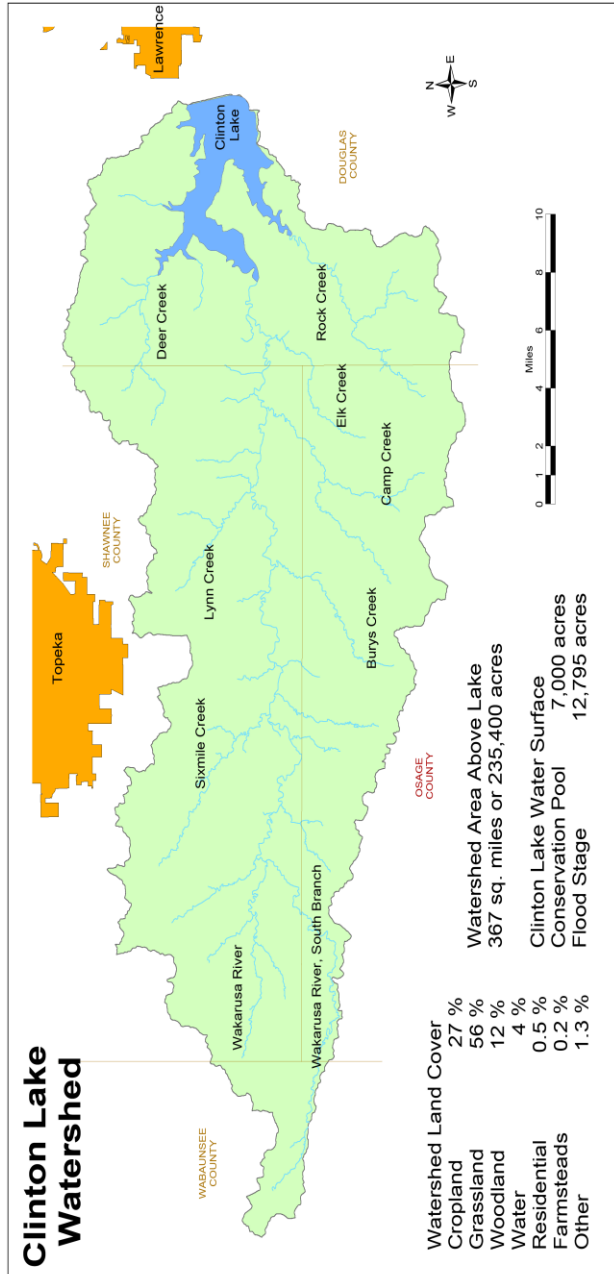 Clinton Lake
Watershed
Topeka
Lawrence
SHAWNEE
COUNTY
WABAUNSEE
COUNTY
DOUGLAS
COUNTY
OSAGE
COUNTY
Clinton
Lake
Deer Creek
Lynn Creek
Sixmile Creek
Wakarusa River
Wakarusa River, South Branch
Burys Creek
Camp Creek
Elk Creek
Rock Creek
N
W
E
S
0
1
2
4
6
8
10
Miles
Watershed Land Cover
Cropland 27 %
Grassland 56 %
Woodland 12 %
Water 4 %
Residential 0.5 %
Farmsteads 0.2 %
Other 1.3 %
Watershed Area Above Lake
367 sq. miles or 235,400 acres
Clinton Lake Water Surface
Conservation Pool 7,000 acres
Flood Stage 12,795 acres